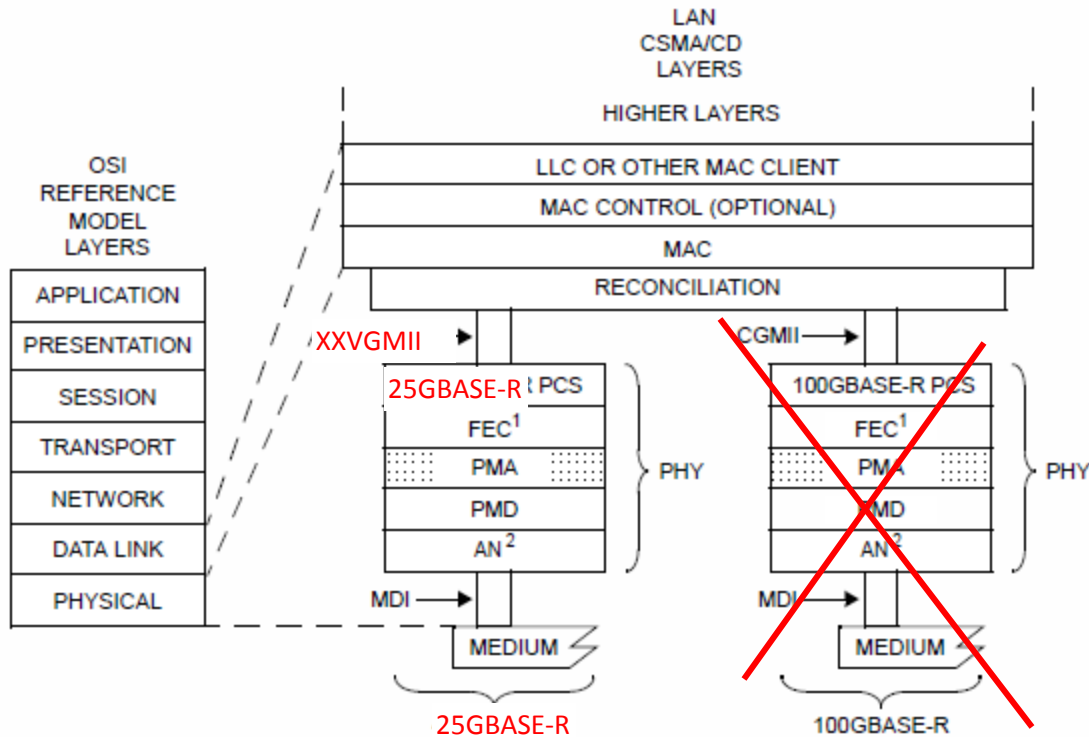 LAN
CSMA/CD
LAYERS
HIGHER LAYERS
OSI
REFERENCE
MODEL
LAYERS
LLC OR OTHER MAC CLIENT
MAC CONTROL (OPTIONAL)
MAC
RECONCILIATION
APPLICATION
PRESENTATION
SESSION
TRANSPORT
NETWORK
DATA LINK
PHYSICAL
XXVGMII
25GBASE-R R PCS
FEC1
PMA
PMD
AN2
PHY
MDI
MEDIUM
25GBASE-R
CGMII
100GBASE-R PCS
FEC1
PMA
PMD
AN2
PHY
MDI
MEDIUM
100GBASE-R